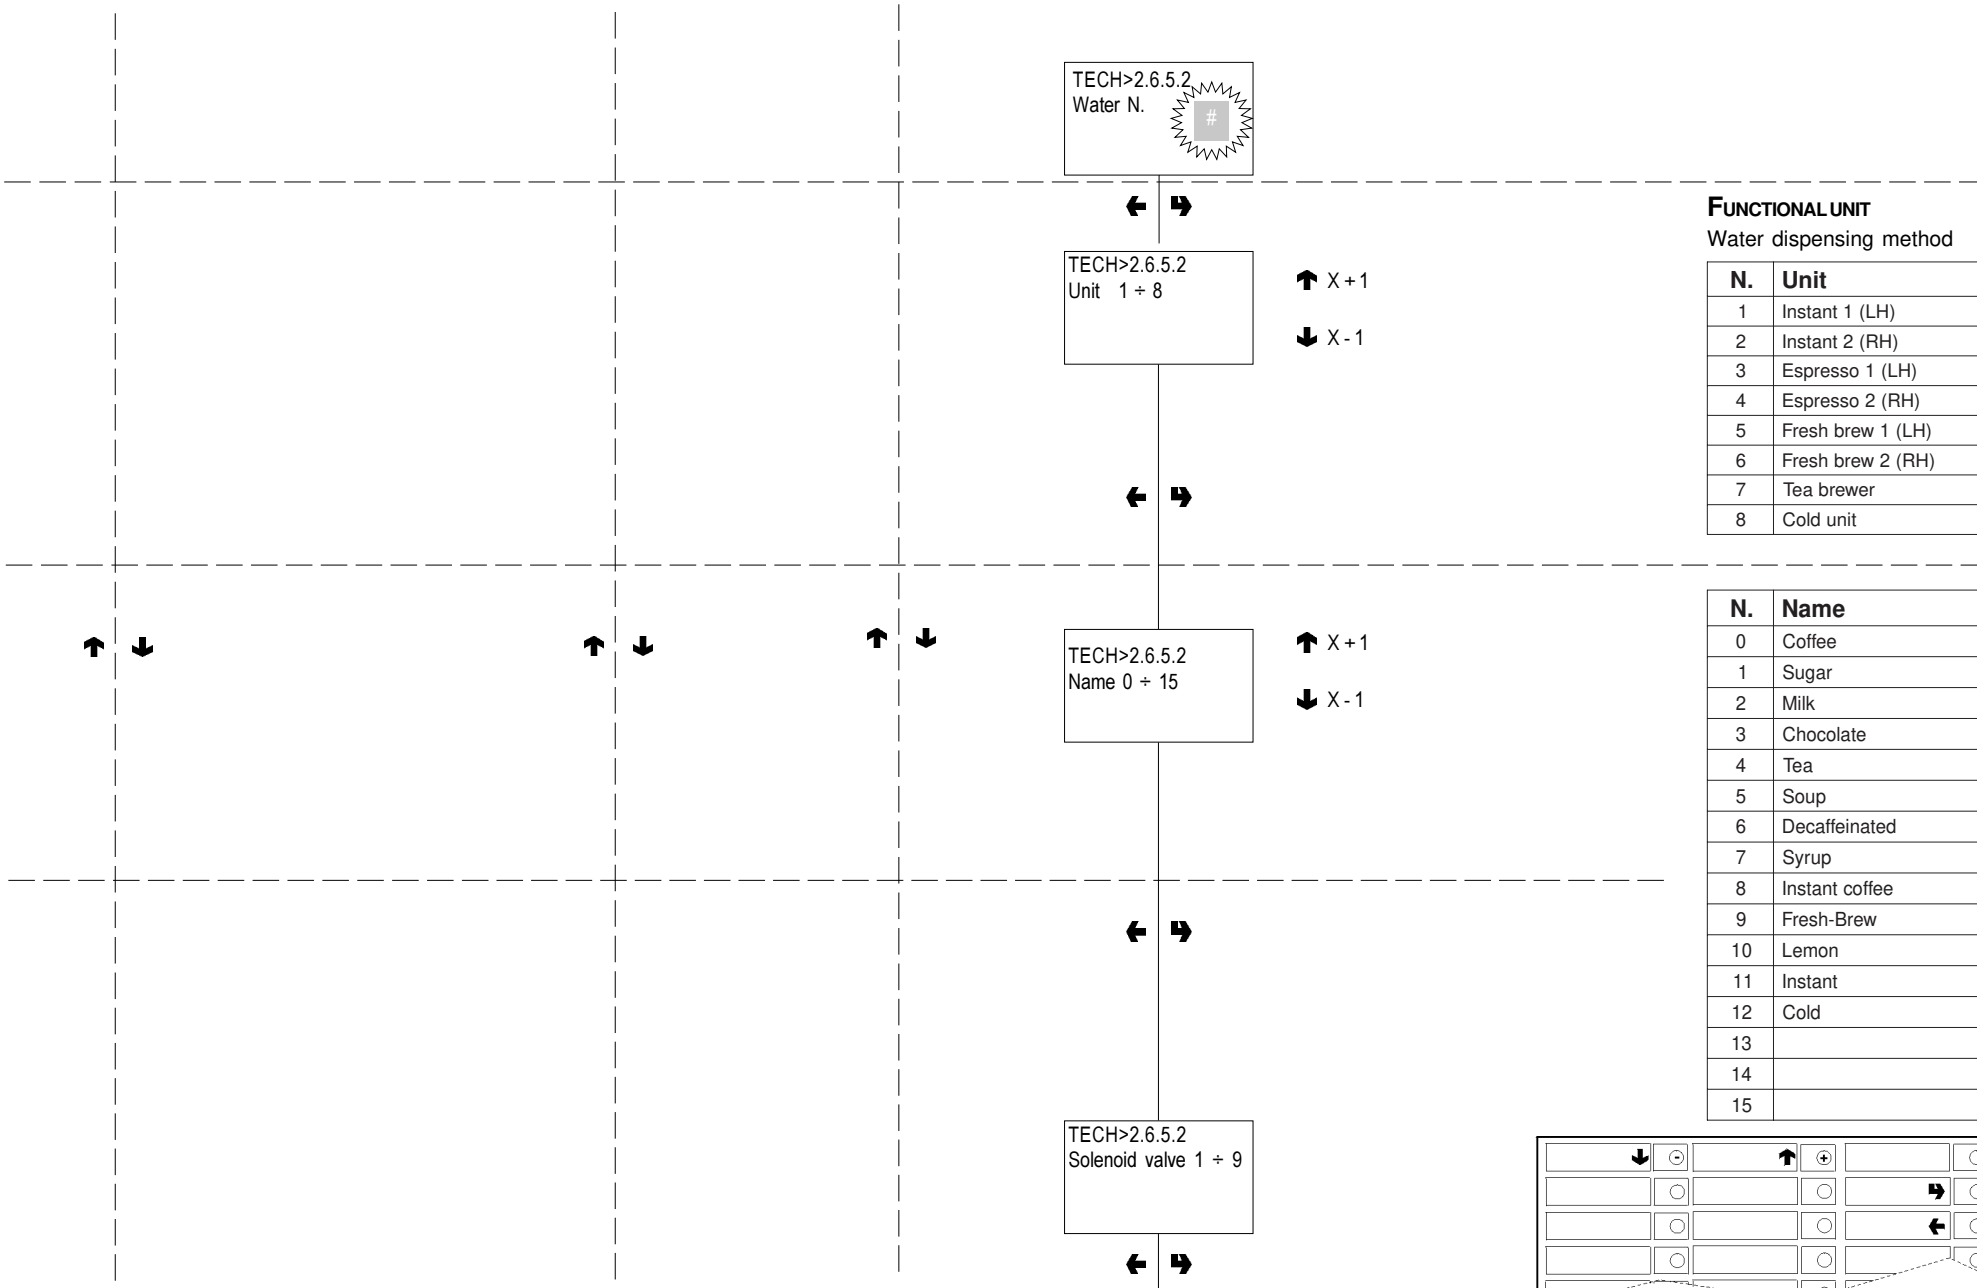 TECH>2.6.5.2
Water N.
#
TECH>2.6.5.2
Unit 1 ÷ 8
X + 1
X - 1
TECH>2.6.5.2
Name 0 ÷ 15
X + 1
X - 1
TECH>2.6.5.2
Solenoid valve 1 ÷ 9
FUNCTIONAL UNIT
Water dispensing method
N. Unit
1 Instant 1 (LH)
2 Instant 2 (RH)
3 Espresso 1 (LH)
4 Espresso 2 (RH)
5 Fresh brew 1 (LH)
6 Fresh brew 2 (RH)
7 Tea brewer
8 Cold unit
N. Name
0 Coffee
1 Sugar
2 Milk
3 Chocolate
4 Tea
5 Soup
6 Decaffeinated
7 Syrup
8 Instant coffee
9 Fresh-Brew
10 Lemon
11 Instant
12 Cold
13
14
15
- +